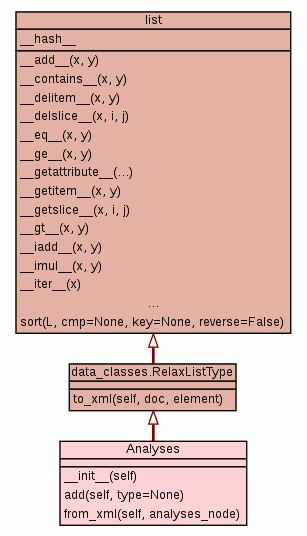 list
__hash__
__add__(x, y)
__contains__(x, y)
__delitem__(x, y)
__delslice__(x, i, j)
__eq__(x, y)
__ge__(x, y)
__getattribute__(...)
__getitem__(x, y)
__getslice__(x, i, j)
__gt__(x, y)
__iadd__(x, y)
__imul__(x, y)
__iter__(x)
...
sort(L, cmp=None, key=None, reverse=False)
data_classes.RelaxListType
to_xml(self, doc, element)
Analyses
__init__(self)
add(self, type=None)
from_xml(self, analyses_node)